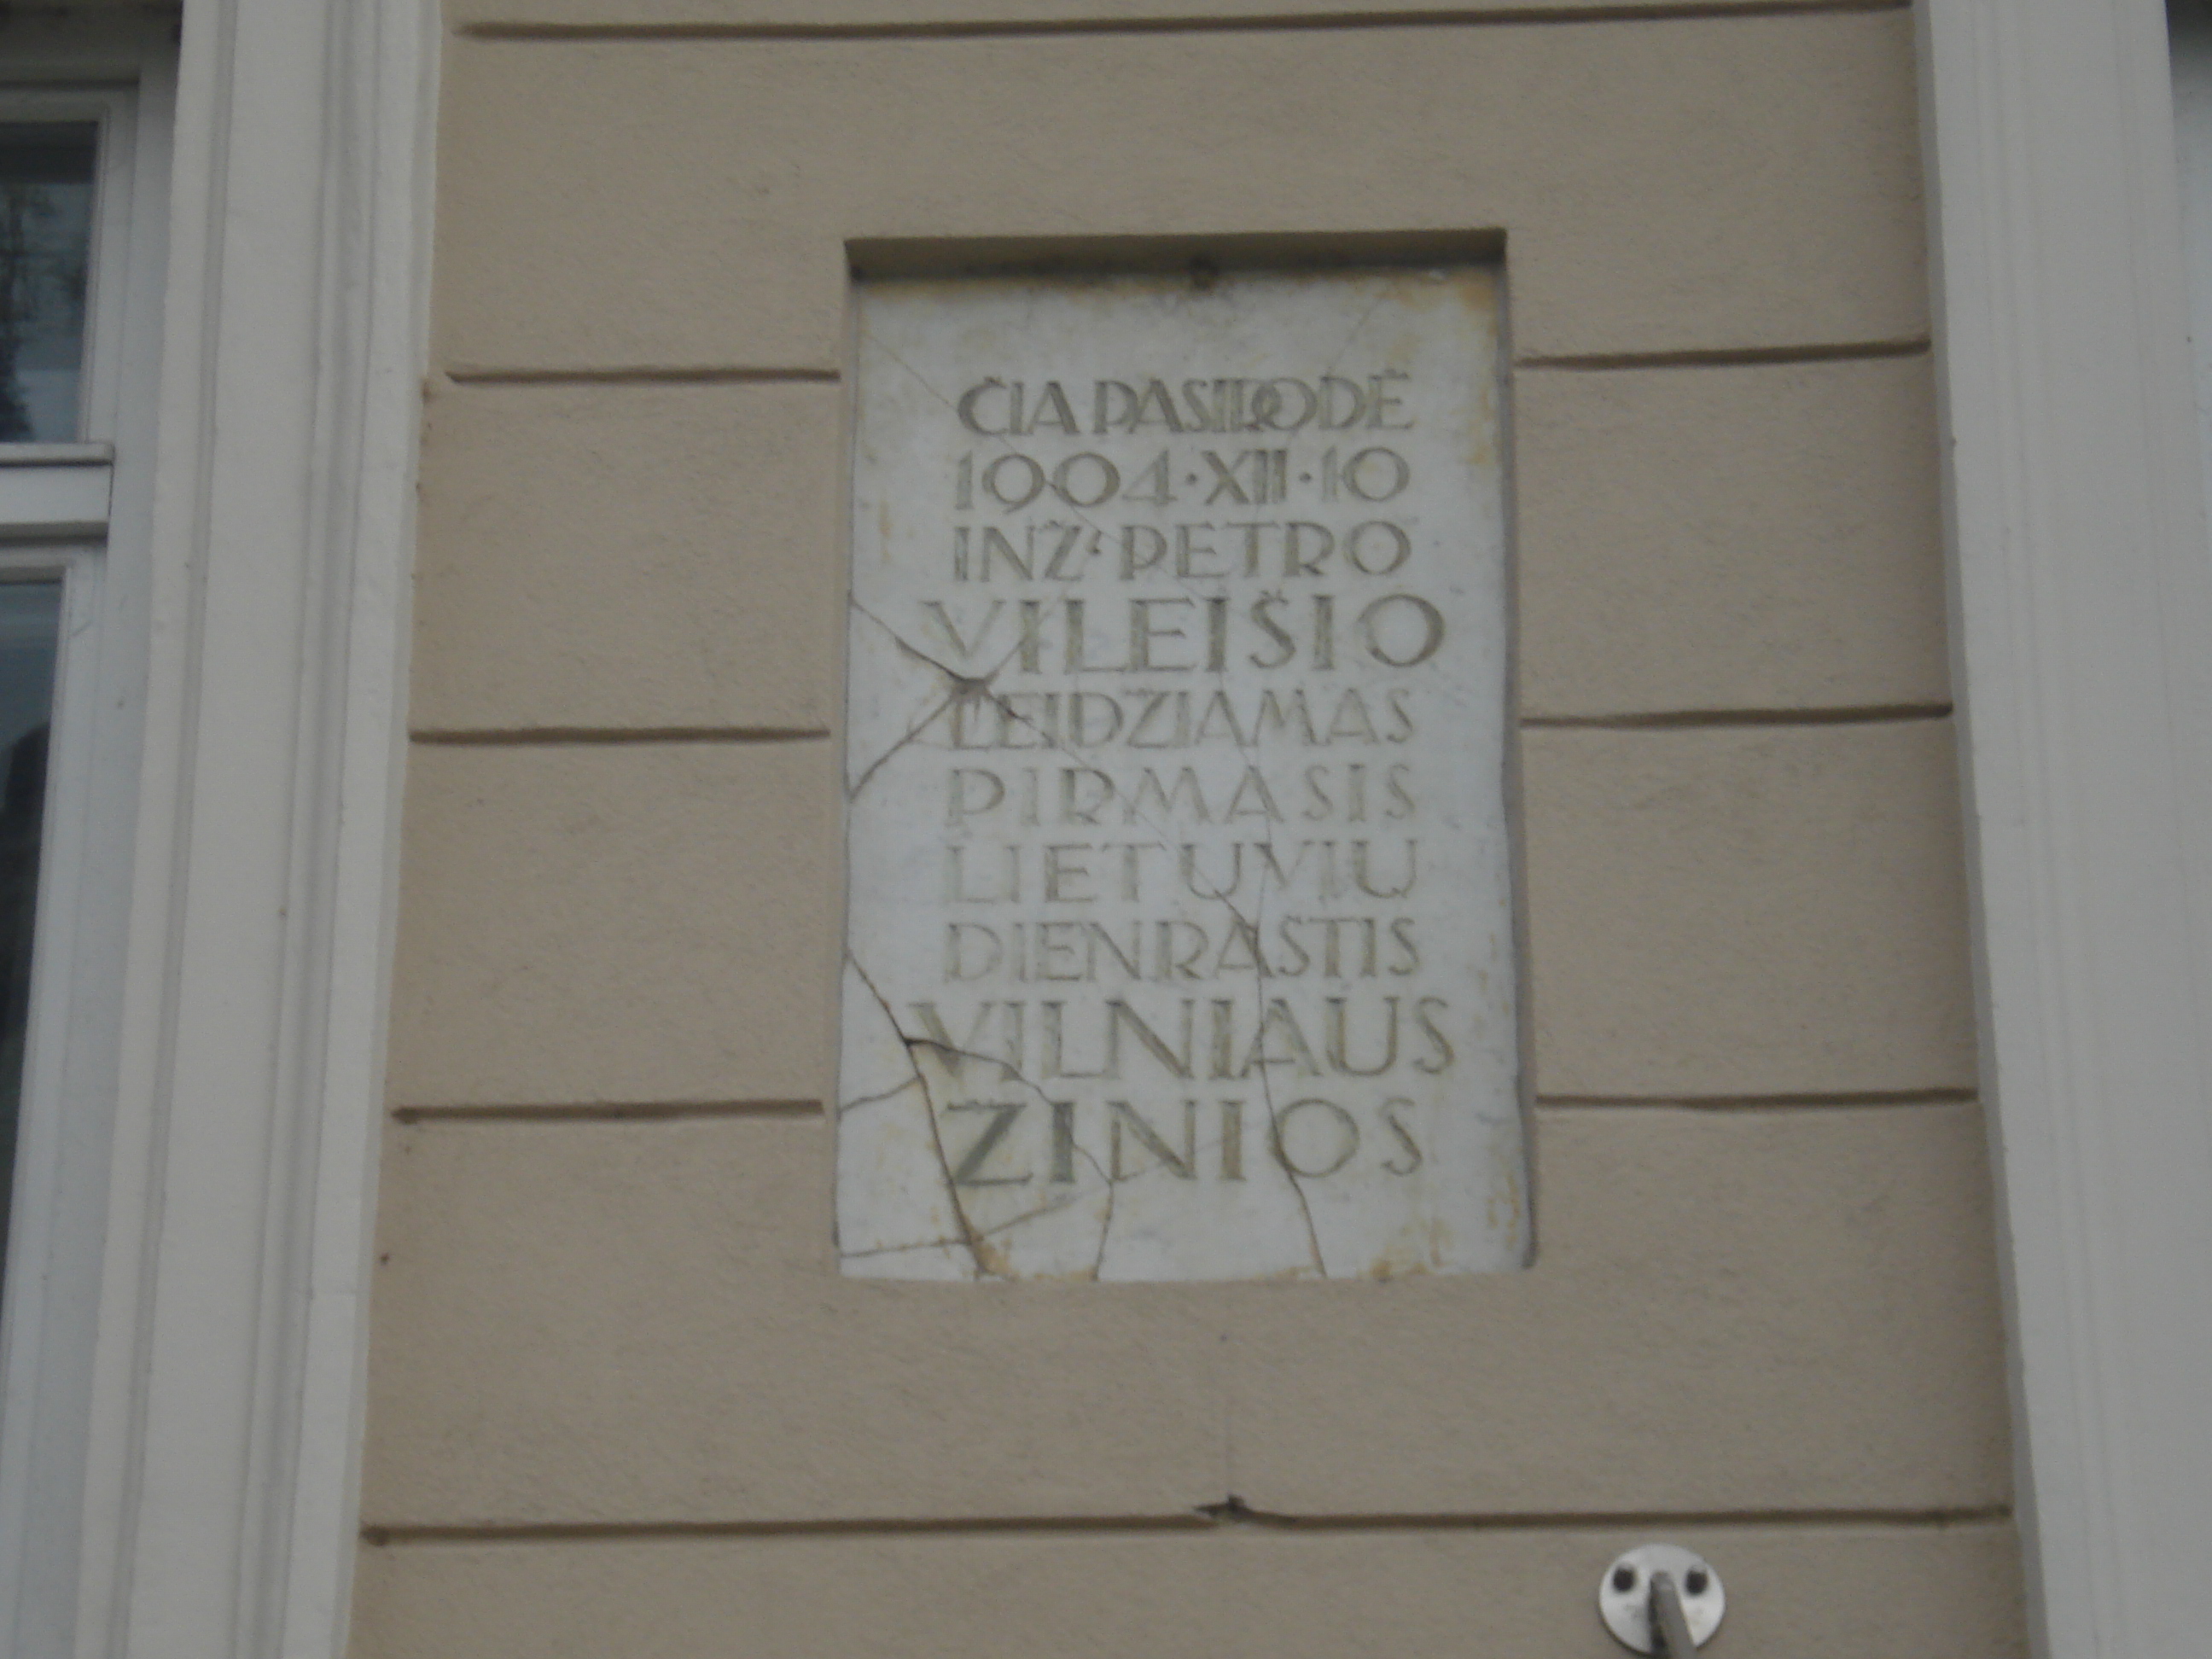 ČIA PASIRODĖ
1904·XII·10
INŽ·PETRO
VILEIŠIO
LEIDŽIAMAS
PIRMASIS
LIETUVIŲ
DIENRAŠTIS
VILNIAUS
ŽINIOS